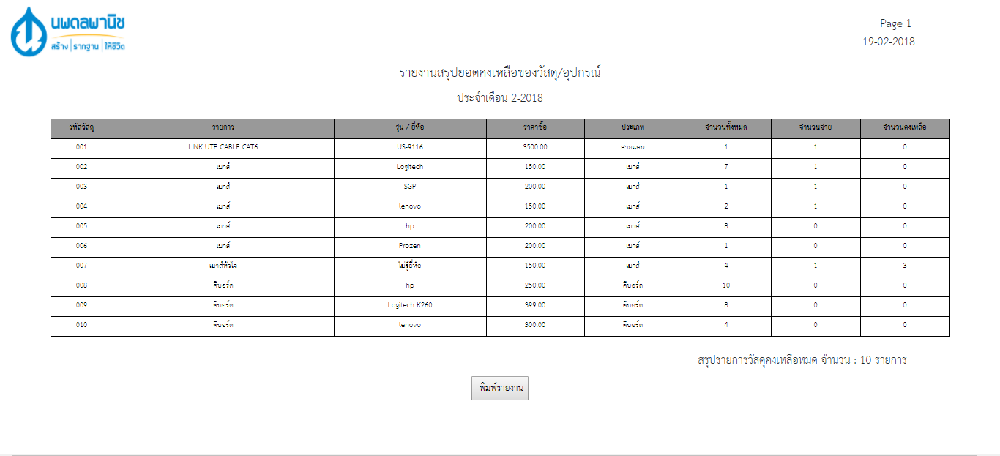 นพดลพานิช
สร้าง | รากฐาน | ให้ชีวิต
Page 1
19-02-2018
รายงานสรุปยอดคงเหลือของวัสดุ/อุปกรณ์
ประจำเดือน 2-2018
รหัสวัสดุ รายการ รุ่น / ยี่ห้อ ราคาซื้อ ประเภท จำนวนทั้งหมด จำนวนจ่าย จำนวนคงเหลือ
001 LINK UTP CABLE CAT6 US-9116 3500.00 สายแลน 1 1 0
002 เมาส์ Logitech 150.00 เมาส์ 7 1 0
003 เมาส์ SGP 200.00 เมาส์ 1 1 0
004 เมาส์ lenovo 150.00 เมาส์ 2 1 0
005 เมาส์ hp 200.00 เมาส์ 8 0 0
006 เมาส์ Prozen 200.00 เมาส์ 1 0 0
007 เมาส์หัวใจ ไม่รู้ยี่ห้อ 150.00 เมาส์ 4 1 3
008 คีบอร์ด hp 250.00 คีบอร์ด 10 0 0
009 คีบอร์ด Logitech K260 399.00 คีบอร์ด 8 0 0
010 คีบอร์ด lenovo 300.00 คีบอร์ด 4 0 0
สรุปรายการวัสดุคงเหลือหมด จำนวน : 10 รายการ
พิมพ์รายงาน